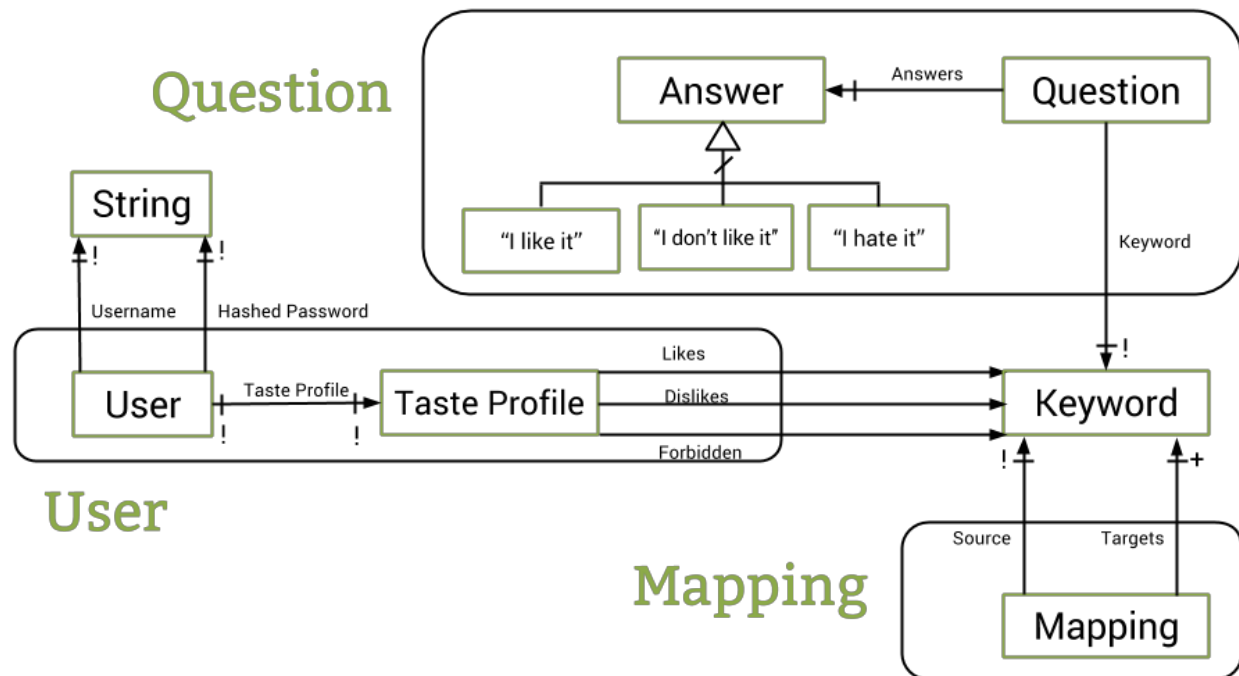 Question
Answer
Answers
Question
"I like it"
"I don't like it"
"I hate it"
Keyword
!
String
!
!
Username
Hashed Password
User
Taste Profile
!
!
Taste Profile
Likes
Dislikes
Forbidden
Keyword
User
!
+
Source
Targets
Mapping
Mapping